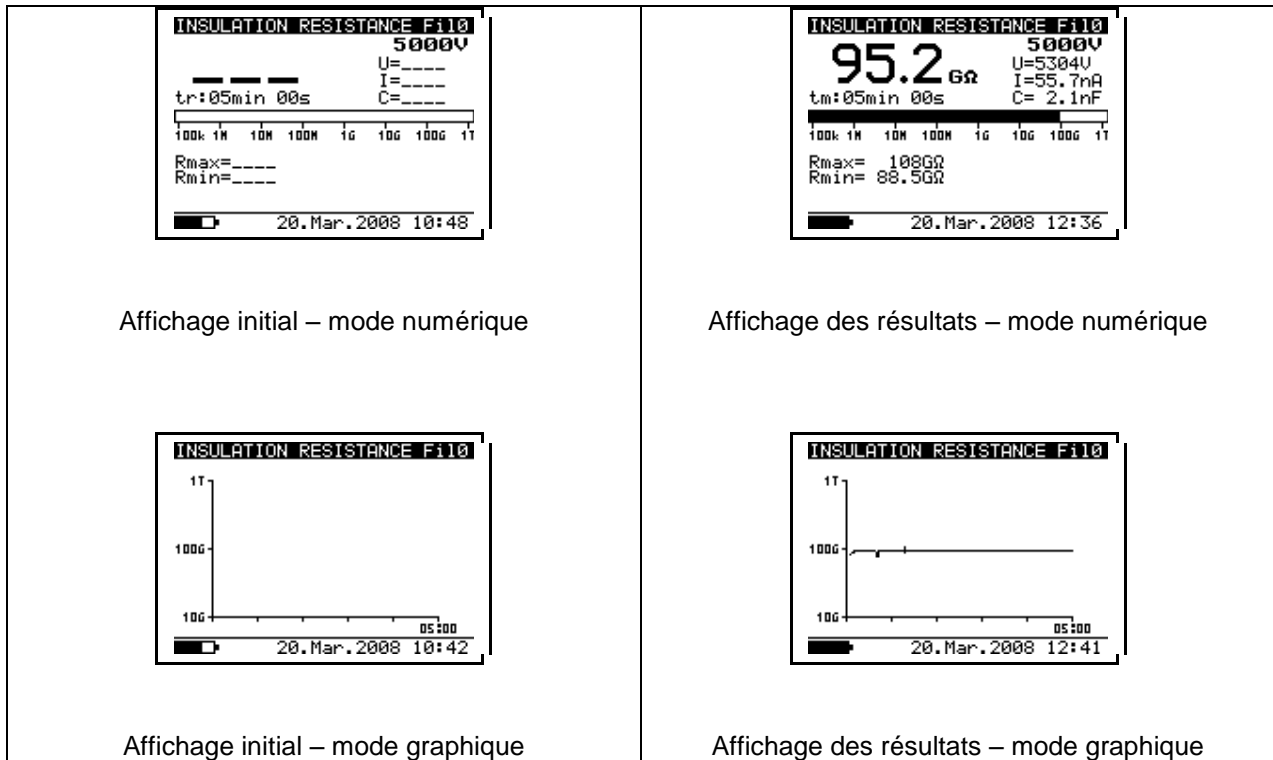 INSULATION RESISTANCE Fil0
5000V
U=____
___
I=____
tr:05min 00s C=____
100k 1M 10M 100M 1G 10G 100G 1T
Rmax=____
Rmin=____
20.Mar.2008 10:48
Affichage initial – mode numérique
INSULATION RESISTANCE Fil0
5000V
95.2 GΩ
U=5304V
I=55.7nA
tm:05min 00s C= 2.1nF
100k 1M 10M 100M 1G 10G 100G 1T
Rmax= 108GΩ
Rmin= 88.5GΩ
20.Mar.2008 12:36
Affichage des résultats – mode numérique
INSULATION RESISTANCE Fil0
1T
100G
10G
05:00
20.Mar.2008 10:42
Affichage initial – mode graphique
INSULATION RESISTANCE Fil0
1T
100G
10G
05:00
20.Mar.2008 12:41
Affichage des résultats – mode graphique